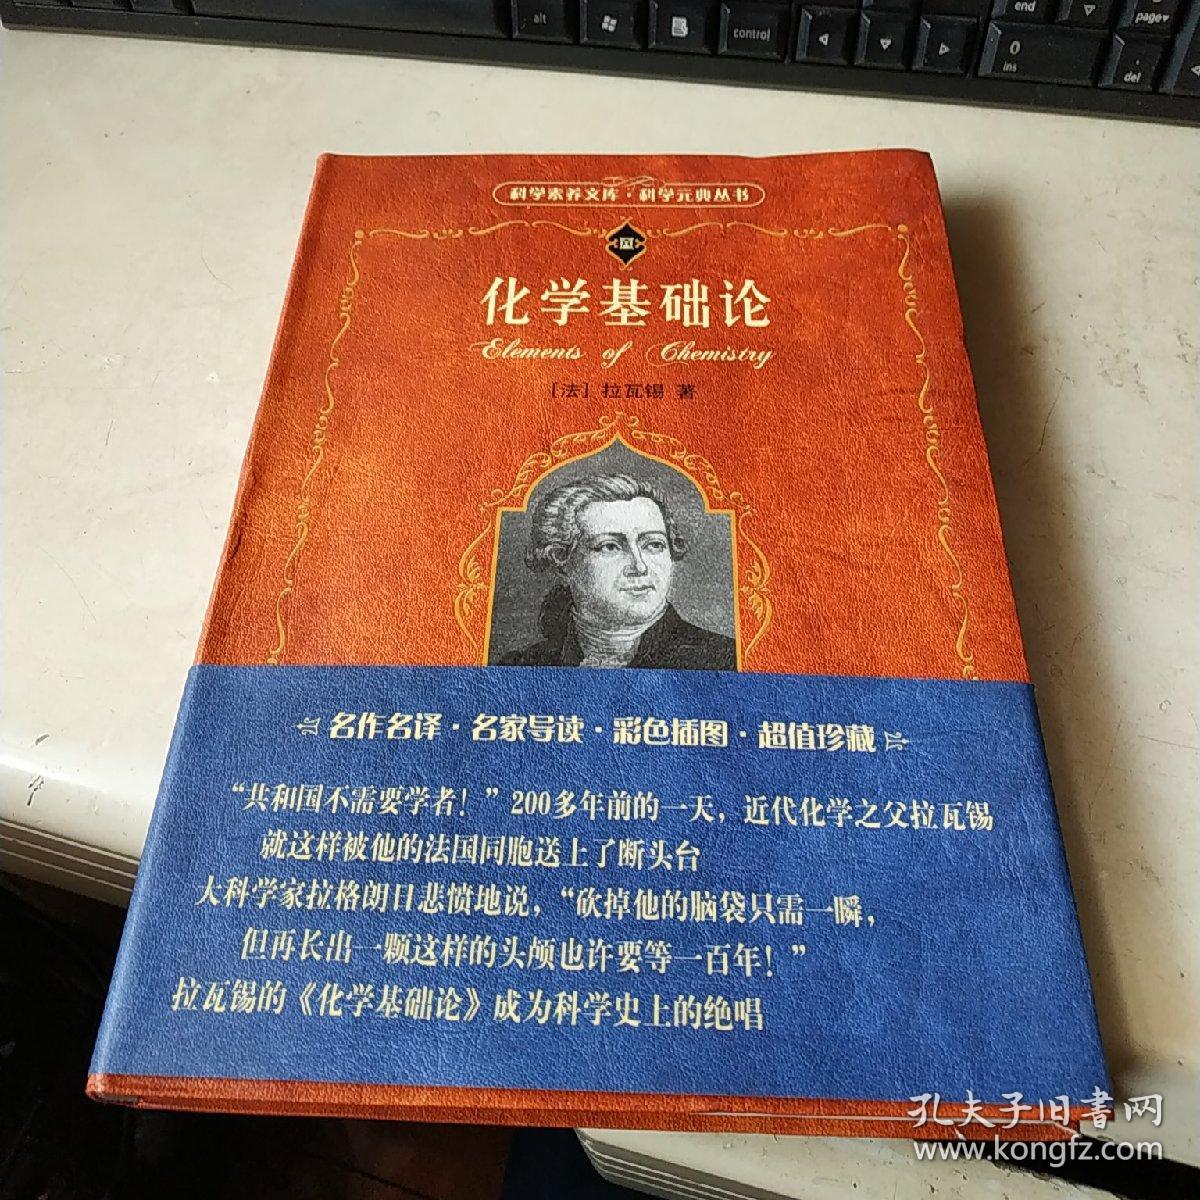 alt
control
end
page
0
ins
del
科学素养文库·科学元典丛书
化学基础论
Elements of Chemistry
[法] 拉瓦锡 著
名作名译·名家导读·彩色插图·超值珍藏
“共和国不需要学者！”200多年前的一天，近代化学之父拉瓦锡
就这样被他的法国同胞送上了断头台
大科学家拉格朗日悲愤地说，“砍掉他的脑袋只需一瞬，
但再长出一颗这样的头颅也许要等一百年！”
拉瓦锡的《化学基础论》成为科学史上的绝唱
孔夫子旧書网
www.kongfz.com